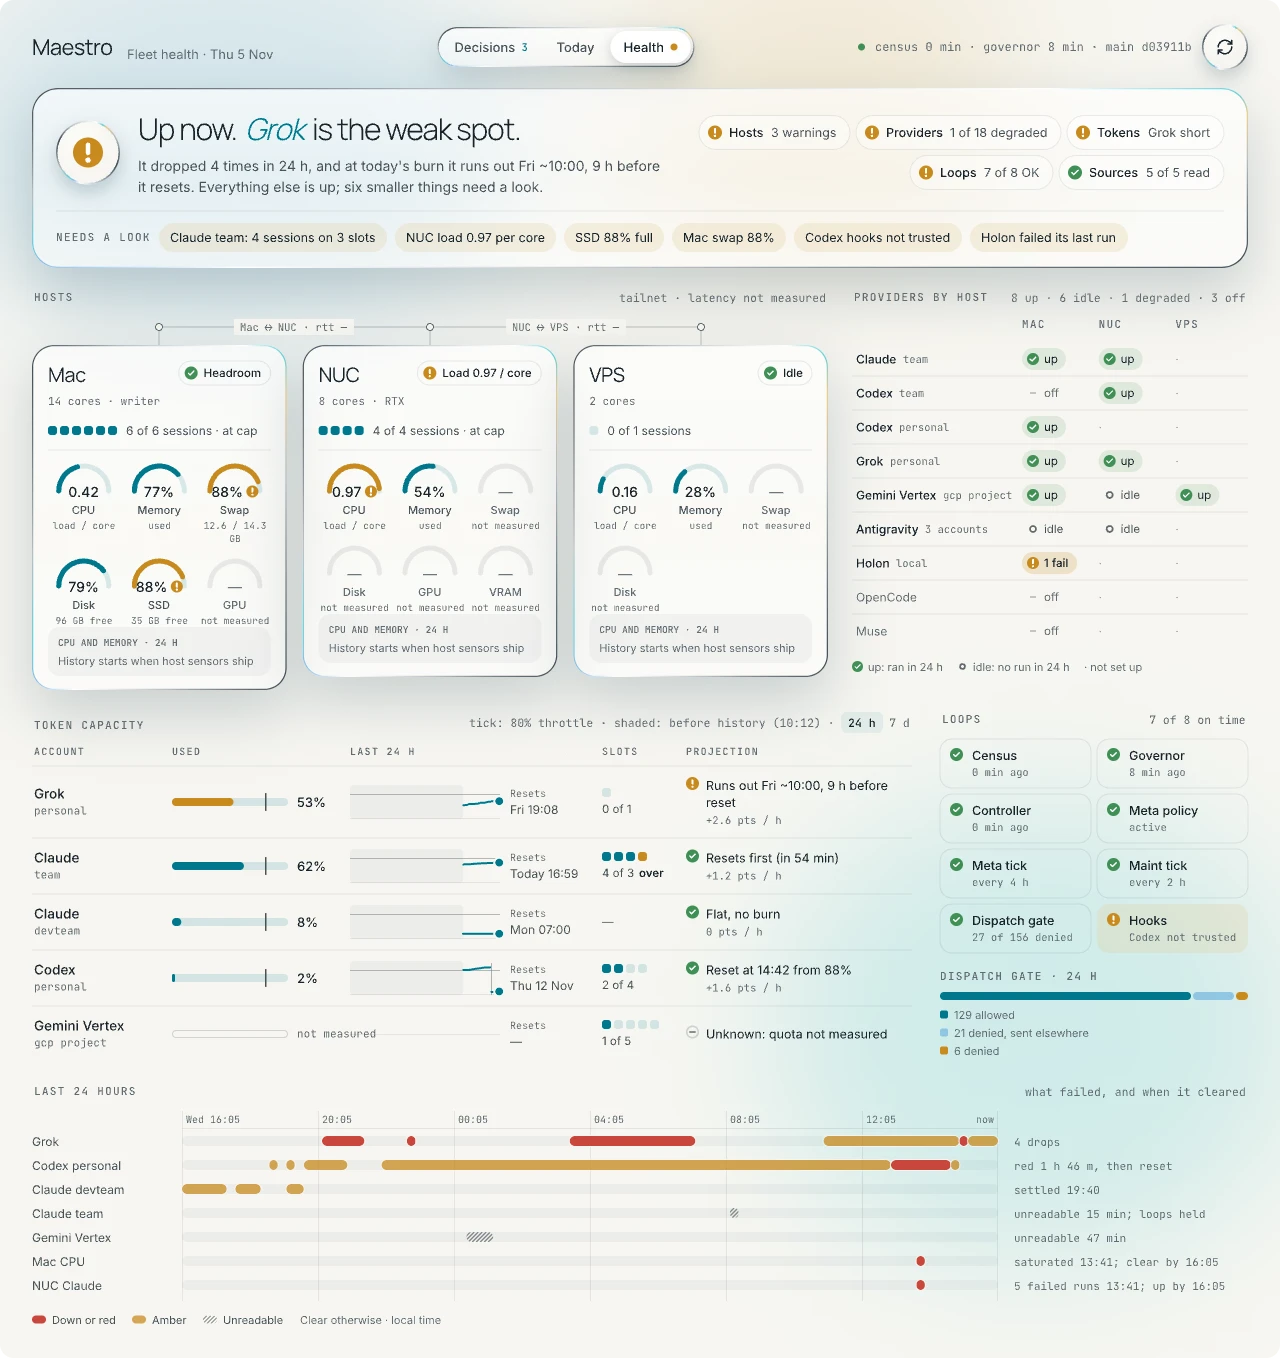 Maestro
Fleet health · Thu 5 Nov
Decisions 3
Today
Health
census 0 min · governor 8 min · main d03911b
Up now. Grok is the weak spot.
It dropped 4 times in 24 h, and at today's burn it runs out Fri ~10:00, 9 h before
it resets. Everything else is up; six smaller things need a look.
Hosts 3 warnings
Providers 1 of 18 degraded
Tokens Grok short
Loops 7 of 8 OK
Sources 5 of 5 read
NEEDS A LOOK
Claude team: 4 sessions on 3 slots
NUC load 0.97 per core
SSD 88% full
Mac swap 88%
Codex hooks not trusted
Holon failed its last run
HOSTS
tailnet · latency not measured
Mac ↔ NUC · rtt —
NUC ↔ VPS · rtt —
Mac
Headroom
14 cores · writer
6 of 6 sessions · at cap
0.42
CPU
load / core
77%
Memory
used
88%
Swap
12.6 / 14.3
GB
79%
Disk
96 GB free
88%
SSD
35 GB free
—
GPU
not measured
CPU AND MEMORY · 24 H
History starts when host sensors ship
NUC
Load 0.97 / core
8 cores · RTX
4 of 4 sessions · at cap
0.97
CPU
load / core
54%
Memory
used
—
Swap
not measured
—
Disk
not measured
—
GPU
not measured
—
VRAM
not measured
CPU AND MEMORY · 24 H
History starts when host sensors ship
VPS
Idle
2 cores
0 of 1 sessions
0.16
CPU
load / core
28%
Memory
used
—
Swap
not measured
—
Disk
not measured
CPU AND MEMORY · 24 H
History starts when host sensors ship
PROVIDERS BY HOST
8 up · 6 idle · 1 degraded · 3 off
MAC NUC VPS
Claude team up up ·
Codex team — off up ·
Codex personal up · ·
Grok personal up up ·
Gemini Vertex gcp project up idle up
Antigravity 3 accounts idle idle ·
Holon local 1 fail · ·
OpenCode — off · ·
Muse — off · ·
up: ran in 24 h idle: no run in 24 h · not set up
TOKEN CAPACITY
tick: 80% throttle · shaded: before history (10:12) · 24 h 7 d
ACCOUNT USED LAST 24 H SLOTS PROJECTION
Grok
personal
53%
Resets
Fri 19:08
0 of 1
Runs out Fri ~10:00, 9 h before
reset
+2.6 pts / h
Claude
team
62%
Resets
Today 16:59
4 of 3 over
Resets first (in 54 min)
+1.2 pts / h
Claude
devteam
8%
Resets
Mon 07:00
—
Flat, no burn
0 pts / h
Codex
personal
2%
Resets
Thu 12 Nov
2 of 4
Reset at 14:42 from 88%
+1.6 pts / h
Gemini Vertex
gcp project
not measured
Resets
—
1 of 5
Unknown: quota not measured
LOOPS
7 of 8 on time
Census
0 min ago
Governor
8 min ago
Controller
0 min ago
Meta policy
active
Meta tick
every 4 h
Maint tick
every 2 h
Dispatch gate
27 of 156 denied
Hooks
Codex not trusted
DISPATCH GATE · 24 H
129 allowed
21 denied, sent elsewhere
6 denied
LAST 24 HOURS
what failed, and when it cleared
Wed 16:05 20:05 00:05 04:05 08:05 12:05 now
Grok 4 drops
Codex personal red 1 h 46 m, then reset
Claude devteam settled 19:40
Claude team unreadable 15 min; loops held
Gemini Vertex unreadable 47 min
Mac CPU saturated 13:41; clear by 16:05
NUC Claude 5 failed runs 13:41; up by 16:05
Down or red Amber Unreadable Clear otherwise · local time